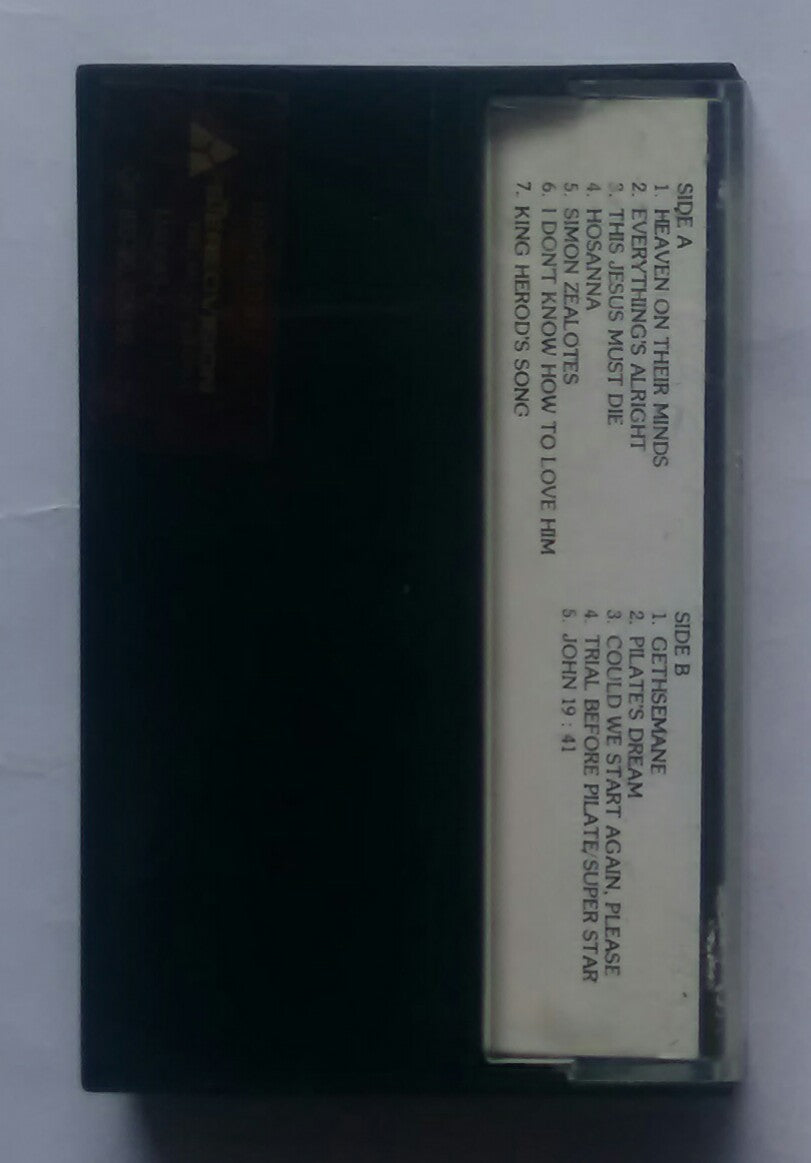 SIDE A
1. HEAVEN ON THEIR MINDS
2. EVERYTHING'S ALRIGHT
3. THIS JESUS MUST DIE
4. HOSANNA
5. SIMON ZEALOTES
6. I DON'T KNOW HOW TO LOVE HIM
7. KING HEROD'S SONG
SIDE B
1. GETHSEMANE
2. PILATE'S DREAM
3. COULD WE START AGAIN, PLEASE
4. TRIAL BEFORE PILATE/SUPER STAR
5. JOHN 19 : 41